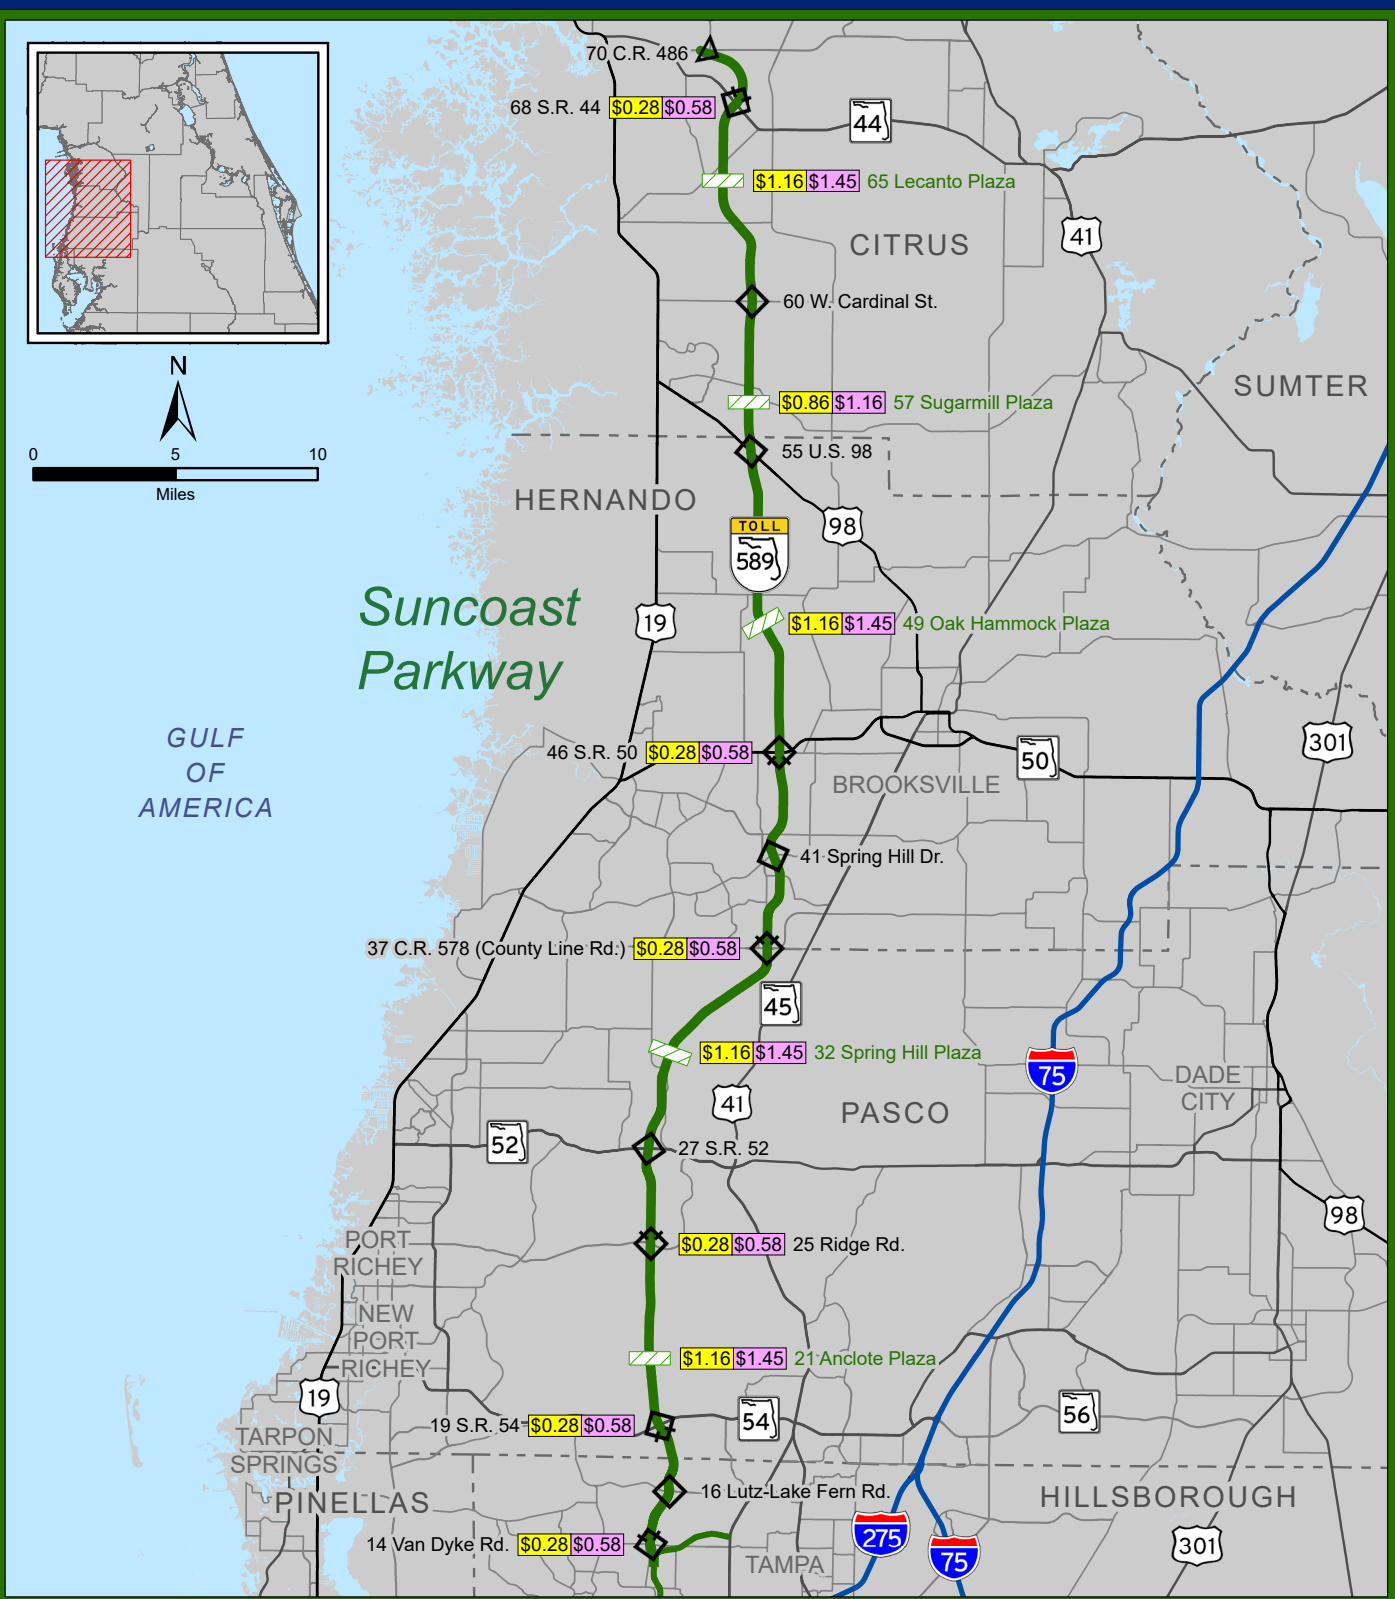 70 C.R. 486
68 S.R. 44 $0.28 $0.58
44
$1.16 $1.45 65 Lecanto Plaza
41
CITRUS
60 W. Cardinal St.
N
SUMTER
$0.86 $1.16 57 Sugarmill Plaza
0 5 10
Miles
55 U.S. 98
HERNANDO
TOLL
589
98
Suncoast
Parkway
19
$1.16 $1.45 49 Oak Hammock Plaza
GULF
OF
AMERICA
301
46 S.R. 50 $0.28 $0.58
50
BROOKSVILLE
41 Spring Hill Dr.
37 C.R. 578 (County Line Rd.) $0.28 $0.58
45
$1.16 $1.45 32 Spring Hill Plaza
75
DADE
CITY
41
PASCO
52
27 S.R. 52
98
PORT
RICHEY
$0.28 $0.58 25 Ridge Rd.
NEW
PORT
RICHEY
$1.16 $1.45 21 Anclote Plaza
19
19 S.R. 54 $0.28 $0.58
54
56
TARPON
SPRINGS
16 Lutz-Lake Fern Rd.
PINELLAS
HILLSBOROUGH
14 Van Dyke Rd. $0.28 $0.58
275
75
301
TAMPA